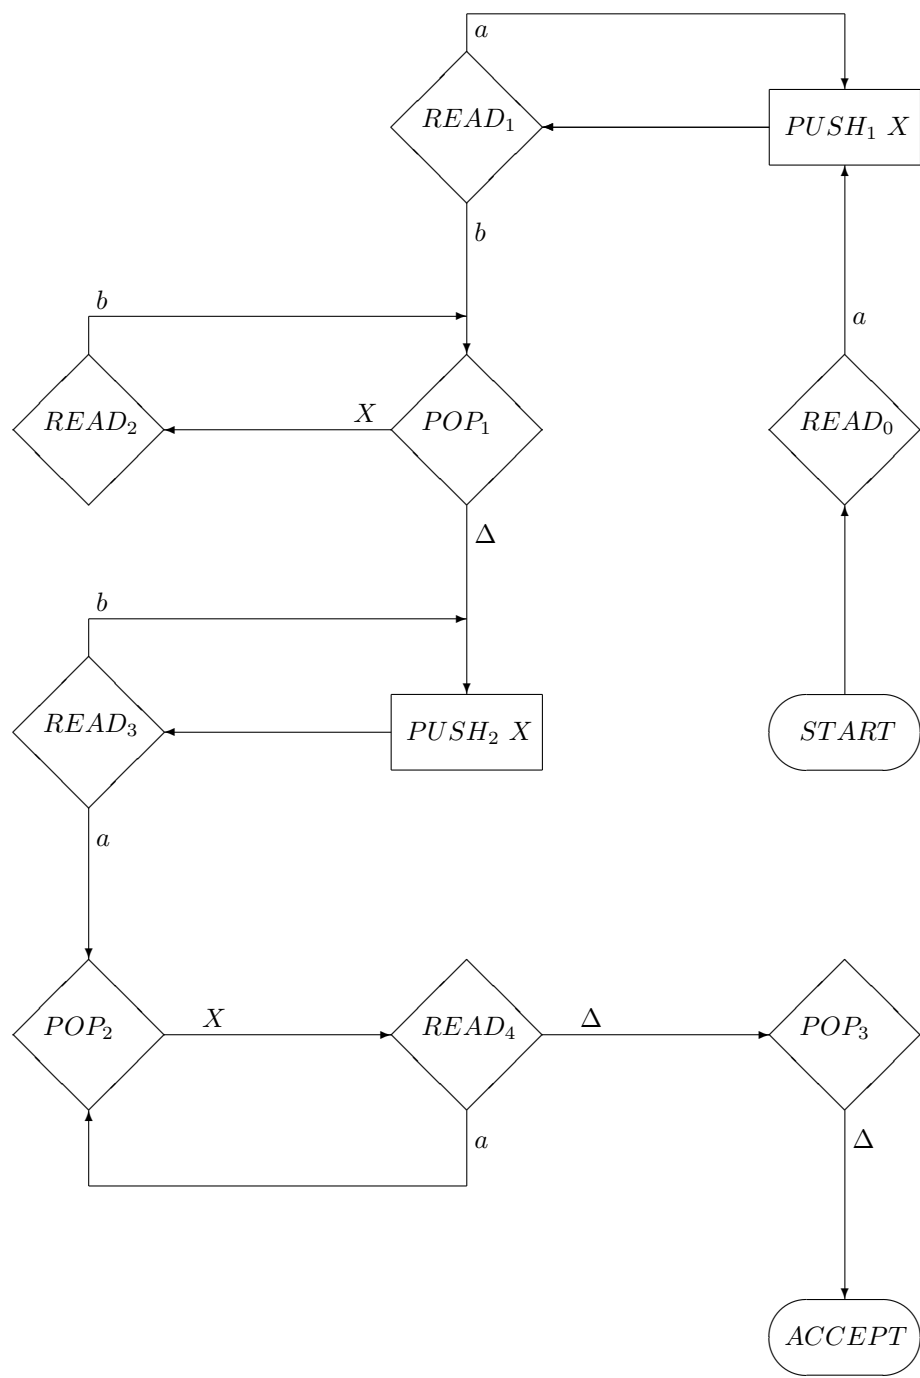 a
READ₁
PUSH₁ X
b
b
a
READ₂
X
POP₁
READ₀
Δ
b
READ₃
PUSH₂ X
START
a
POP₂
X
READ₄
Δ
POP₃
a
Δ
ACCEPT